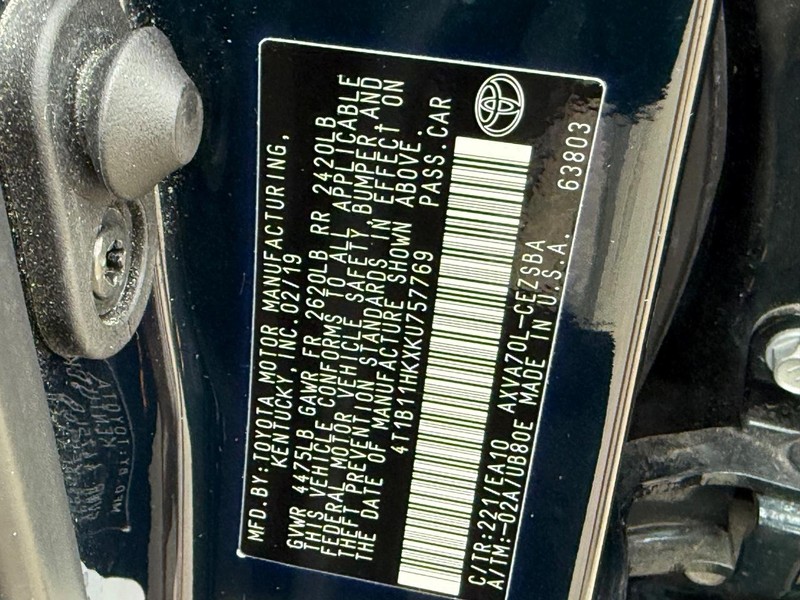 MFD. BY: TOYOTA MOTOR MANUFACTURING,
KENTUCKY, INC. 02/19
GVWR 4475LB GAWR FR 2620LB RR 2420LB
THIS VEHICLE CONFORMS TO ALL APPLICABLE
FEDERAL MOTOR VEHICLE SAFETY, BUMPER, AND
THEFT PREVENTION STANDARDS IN EFFECT ON
THE DATE OF MANUFACTURE SHOWN ABOVE.
4T1B11HKXKU757769 PASS.CAR
C/TR: 221/EA10 AXVA70L-CEZSBA
A/TM: -02A/UB80E MADE IN U.S.A. 63803